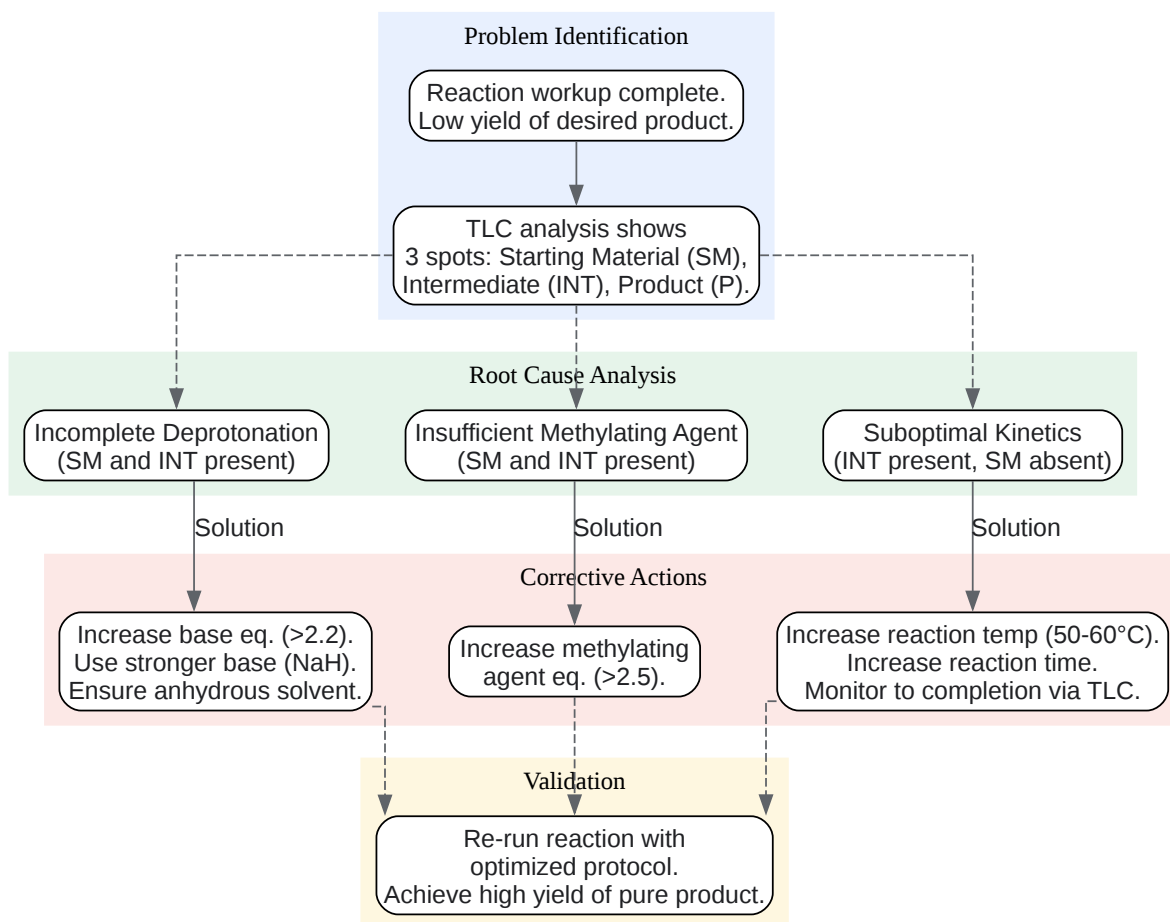 Problem Identification
Reaction workup complete.
Low yield of desired product.
TLC analysis shows
3 spots: Starting Material (SM),
Intermediate (INT), Product (P).
Root Cause Analysis
Incomplete Deprotonation
(SM and INT present)
Insufficient Methylating Agent
(SM and INT present)
Suboptimal Kinetics
(INT present, SM absent)
Solution
Solution
Solution
Corrective Actions
Increase base eq. (>2.2).
Use stronger base (NaH).
Ensure anhydrous solvent.
Increase methylating
agent eq. (>2.5).
Increase reaction temp (50-60°C).
Increase reaction time.
Monitor to completion via TLC.
Validation
Re-run reaction with
optimized protocol.
Achieve high yield of pure product.